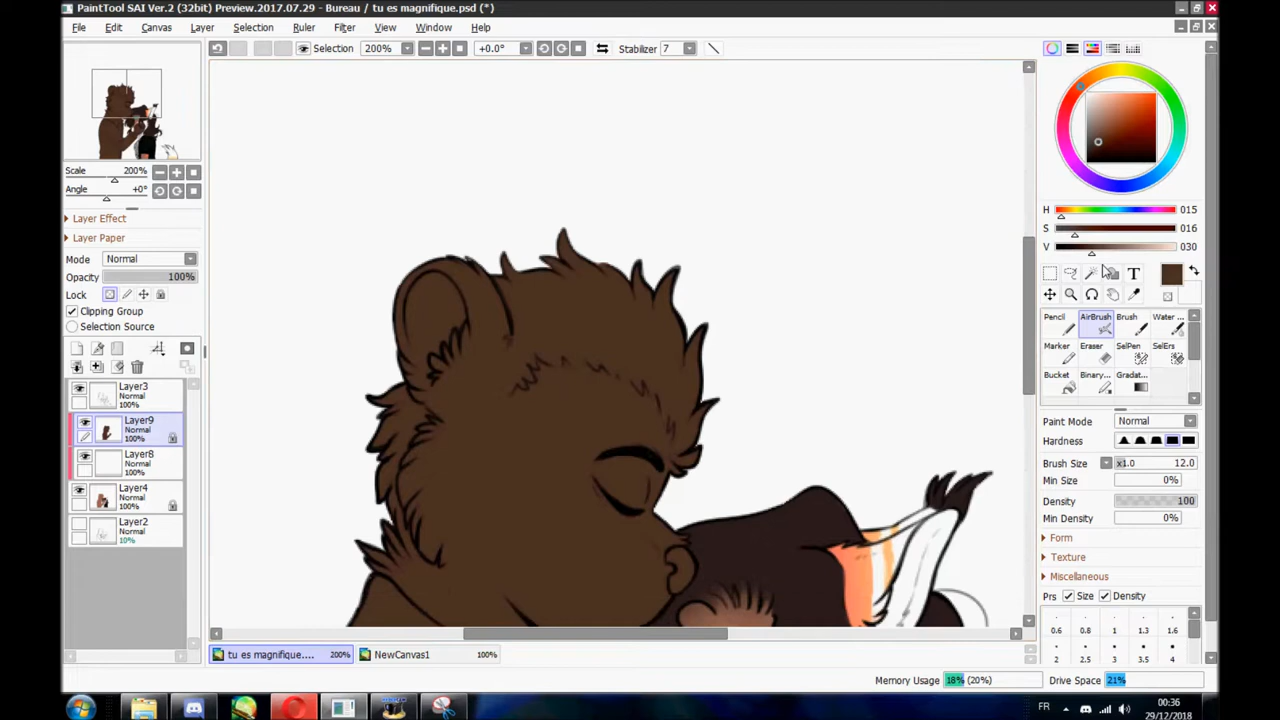 PaintTool SAI Ver.2 (32bit) Preview.2017.07.29 - Bureau / tu es magnifique.psd (*)
File Edit Canvas Layer Selection Ruler Filter View Window Help
Selection 200% +0.0° Stabilizer 7
Scale 200%
Angle +0°
Layer Effect
Layer Paper
Mode Normal
Opacity 100%
Lock
Clipping Group
Selection Source
Layer3
Normal
100%
Layer9
Normal
100%
Layer8
Normal
100%
Layer4
Normal
100%
Layer2
Normal
10%
H 015
S 016
V 030
T
Pencil AirBrush Brush Water ...
Marker Eraser SelPen SelErs
Bucket Binary... Gradat...
Paint Mode Normal
Hardness
Brush Size x1.0 12.0
Min Size 0%
Density 100
Min Density 0%
Form
Texture
Miscellaneous
Prs Size Density
0.6 0.8 1 1.3 1.6
2 2.5 3 3.5 4
tu es magnifique.... 200% NewCanvas1 100%
Memory Usage 18% (20%) Drive Space 21%
FR 00:36
29/12/2018